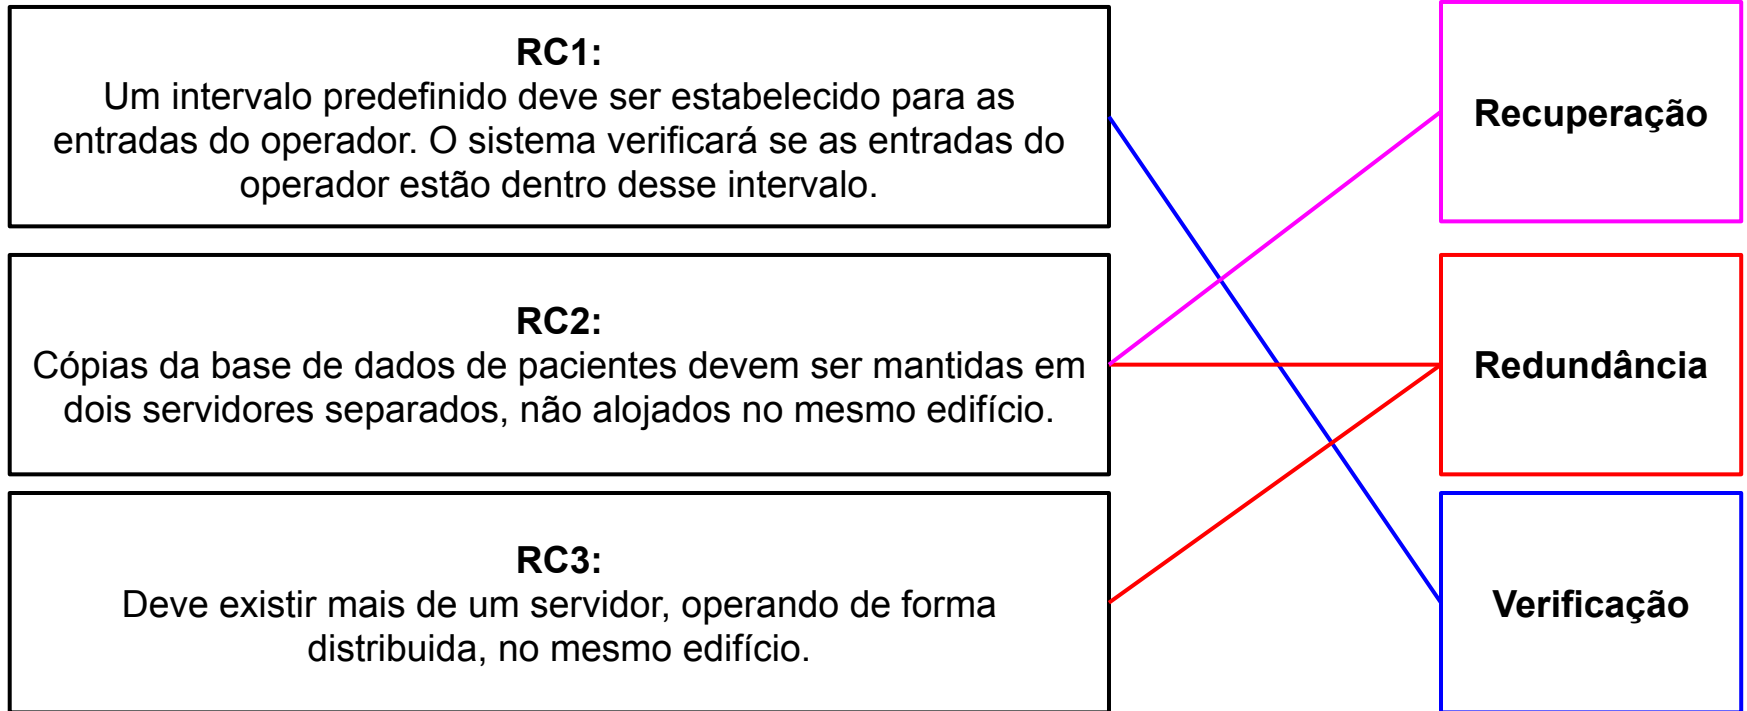 RC1:
Um intervalo predefinido deve ser estabelecido para as
entradas do operador. O sistema verificará se as entradas do
operador estão dentro desse intervalo.
Recuperação
RC2:
Cópias da base de dados de pacientes devem ser mantidas em
dois servidores separados, não alojados no mesmo edifício.
Redundância
RC3:
Deve existir mais de um servidor, operando de forma
distribuida, no mesmo edifício.
Verificação